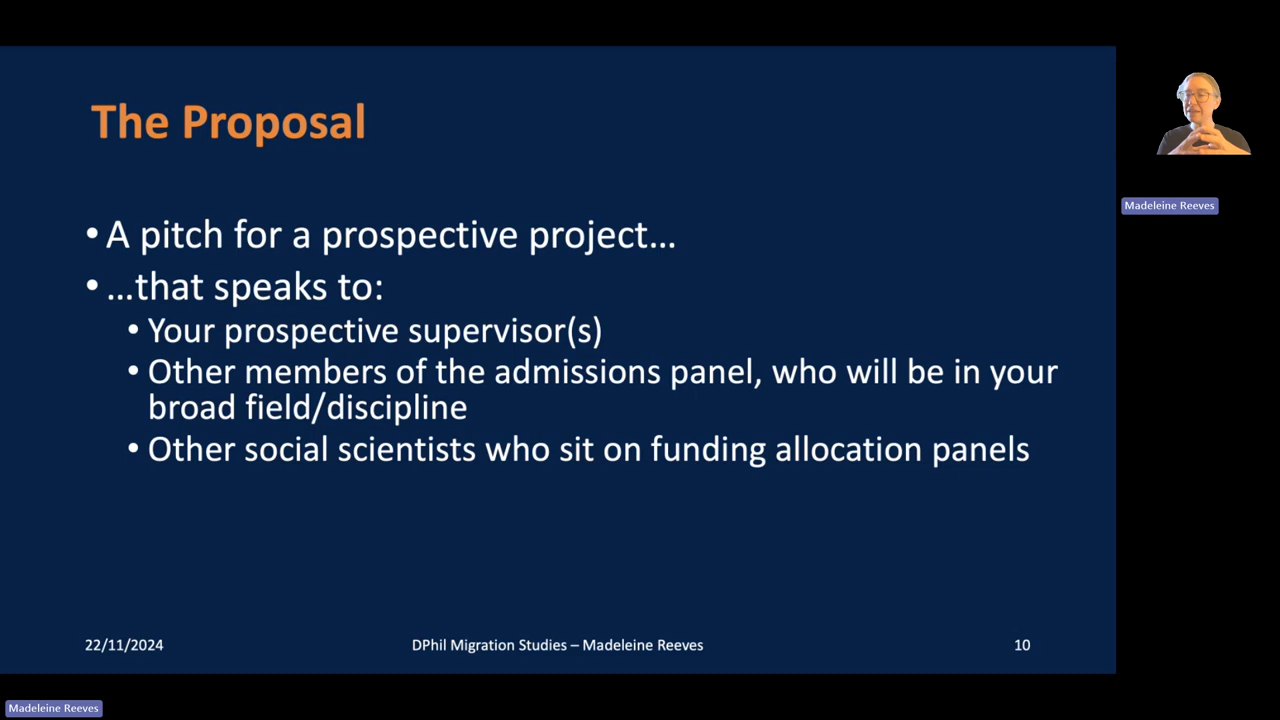 The Proposal
• A pitch for a prospective project…
• …that speaks to:
• Your prospective supervisor(s)
• Other members of the admissions panel, who will be in your
broad field/discipline
• Other social scientists who sit on funding allocation panels
22/11/2024
DPhil Migration Studies – Madeleine Reeves
10
Madeleine Reeves
Madeleine Reeves